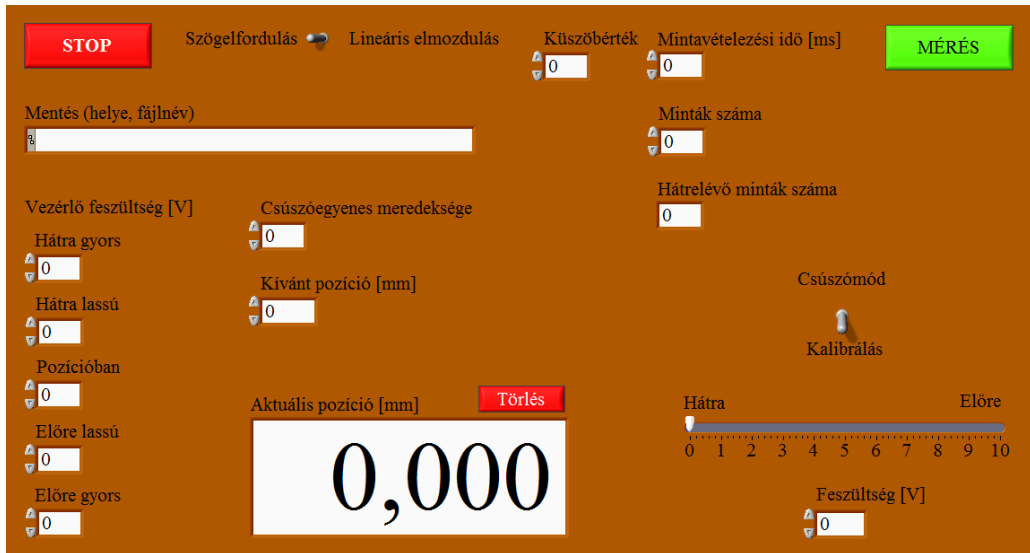 STOP
Szögelfordulás
Lineáris elmozdulás
Küszöbérték
0
Mintavételezési idő [ms]
0
MÉRÉS
Mentés (helye, fájlnév)
Minták száma
0
Hátrelévő minták száma
0
Vezérlő feszültség [V]
Hátra gyors
0
Hátra lassú
0
Pozícióban
0
Előre lassú
0
Előre gyors
0
Csúszóegyenes meredeksége
0
Kívánt pozíció [mm]
0
Aktuális pozíció [mm]
Törlés
0,000
Csúszómód
Kalibrálás
Hátra
Előre
0 1 2 3 4 5 6 7 8 9 10
Feszültség [V]
0